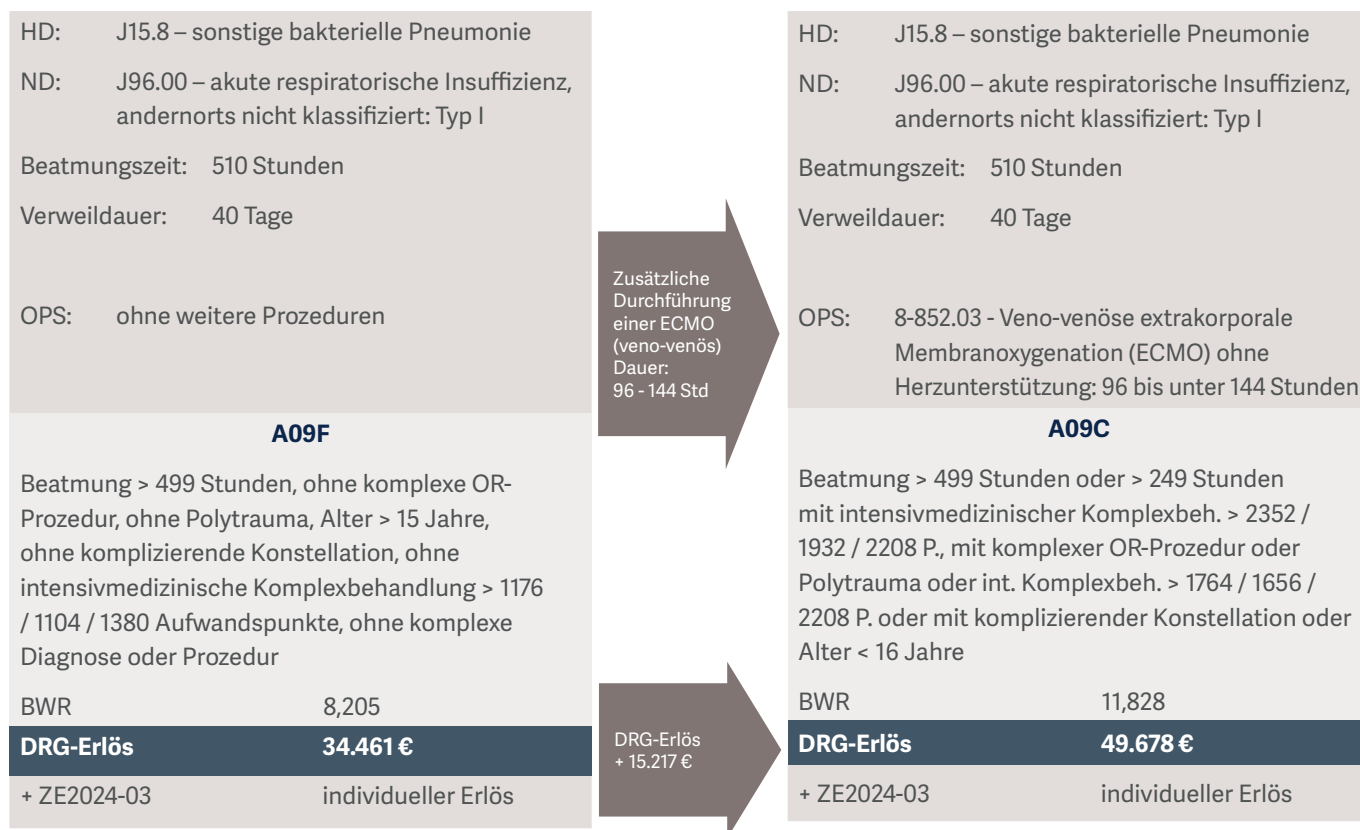 HD: J15.8 – sonstige bakterielle Pneumonie
ND: J96.00 – akute respiratorische Insuffizienz,
andernorts nicht klassifiziert: Typ I
Beatmungszeit: 510 Stunden
Verweildauer: 40 Tage
OPS: ohne weitere Prozeduren
A09F
Beatmung > 499 Stunden, ohne komplexe OR-
Prozedur, ohne Polytrauma, Alter > 15 Jahre,
ohne komplizierende Konstellation, ohne
intensivmedizinische Komplexbehandlung > 1176
/ 1104 / 1380 Aufwandspunkte, ohne komplexe
Diagnose oder Prozedur
BWR 8,205
DRG-Erlös 34.461 €
+ ZE2024-03 individueller Erlös
Zusätzliche
Durchführung
einer ECMO
(veno-venös)
Dauer:
96 - 144 Std
DRG-Erlös
+ 15.217 €
HD: J15.8 – sonstige bakterielle Pneumonie
ND: J96.00 – akute respiratorische Insuffizienz,
andernorts nicht klassifiziert: Typ I
Beatmungszeit: 510 Stunden
Verweildauer: 40 Tage
OPS: 8-852.03 - Veno-venöse extrakorporale
Membranoxygenation (ECMO) ohne
Herzunterstützung: 96 bis unter 144 Stunden
A09C
Beatmung > 499 Stunden oder > 249 Stunden
mit intensivmedizinischer Komplexbeh. > 2352 /
1932 / 2208 P., mit komplexer OR-Prozedur oder
Polytrauma oder int. Komplexbeh. > 1764 / 1656 /
2208 P. oder mit komplizierender Konstellation oder
Alter < 16 Jahre
BWR 11,828
DRG-Erlös 49.678 €
+ ZE2024-03 individueller Erlös